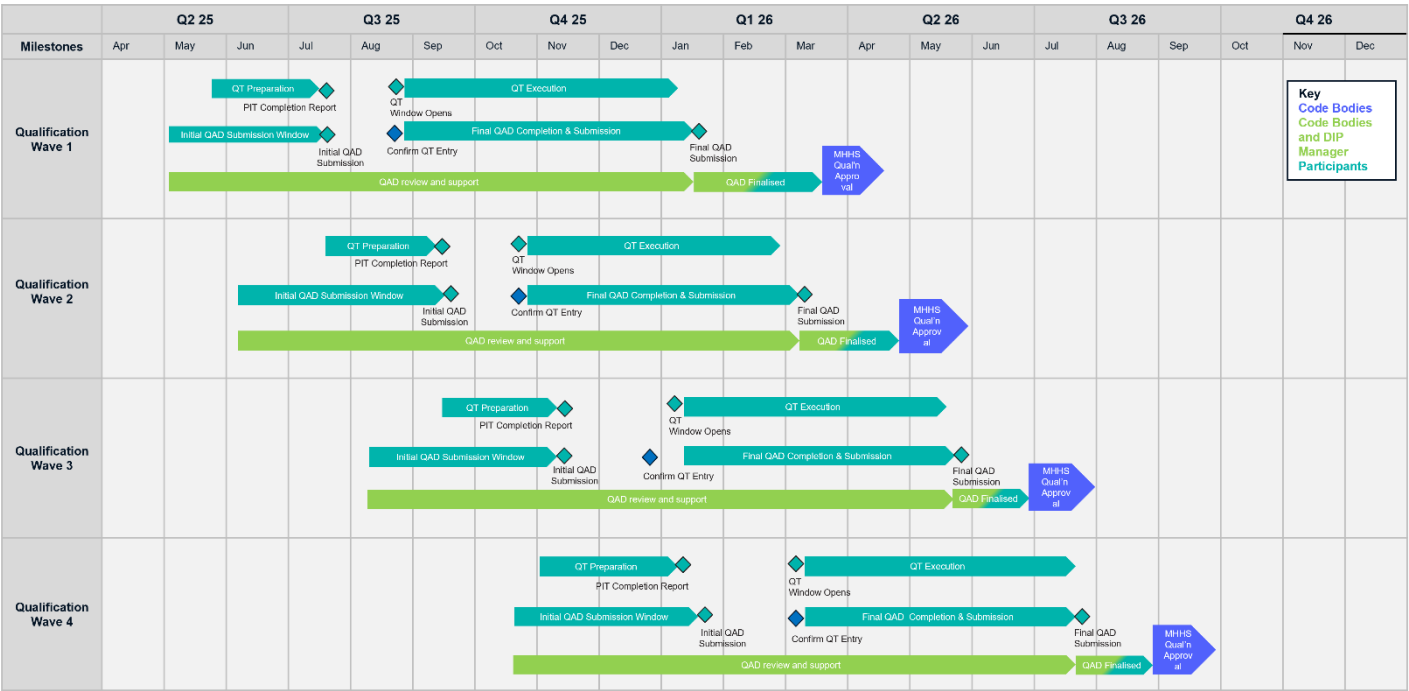 Q2 25
Q3 25
Q4 25
Q1 26
Q2 26
Q3 26
Q4 26
Milestones
Apr
May
Jun
Jul
Aug
Sep
Oct
Nov
Dec
Jan
Feb
Mar
Apr
May
Jun
Jul
Aug
Sep
Oct
Nov
Dec
Key
Code Bodies
Code Bodies
and DIP
Manager
Participants
Qualification
Wave 1
QT Preparation
PIT Completion Report
QT
Window Opens
QT Execution
Initial QAD Submission Window
Initial QAD
Submission
Confirm QT Entry
Final QAD Completion & Submission
Final QAD
Submission
QAD review and support
QAD Finalised
MHHS
Qual'n
Appro
val
Qualification
Wave 2
QT Preparation
PIT Completion Report
QT
Window Opens
QT Execution
Initial QAD Submission Window
Initial QAD
Submission
Confirm QT Entry
Final QAD Completion & Submission
Final QAD
Submission
QAD review and support
QAD Finalised
MHHS
Qual'n
Approv
al
Qualification
Wave 3
QT Preparation
PIT Completion Report
QT
Window Opens
QT Execution
Initial QAD Submission Window
Initial QAD
Submission
Confirm QT Entry
Final QAD Completion & Submission
Final QAD
Submission
QAD review and support
QAD Finalised
MHHS
Qual'n
Approv
al
Qualification
Wave 4
QT Preparation
PIT Completion Report
QT
Window Opens
QT Execution
Initial QAD Submission Window
Initial QAD
Submission
Confirm QT Entry
Final QAD Completion & Submission
Final QAD
Submission
QAD review and support
QAD Finalised
MHHS
Qual'n
Approv
al